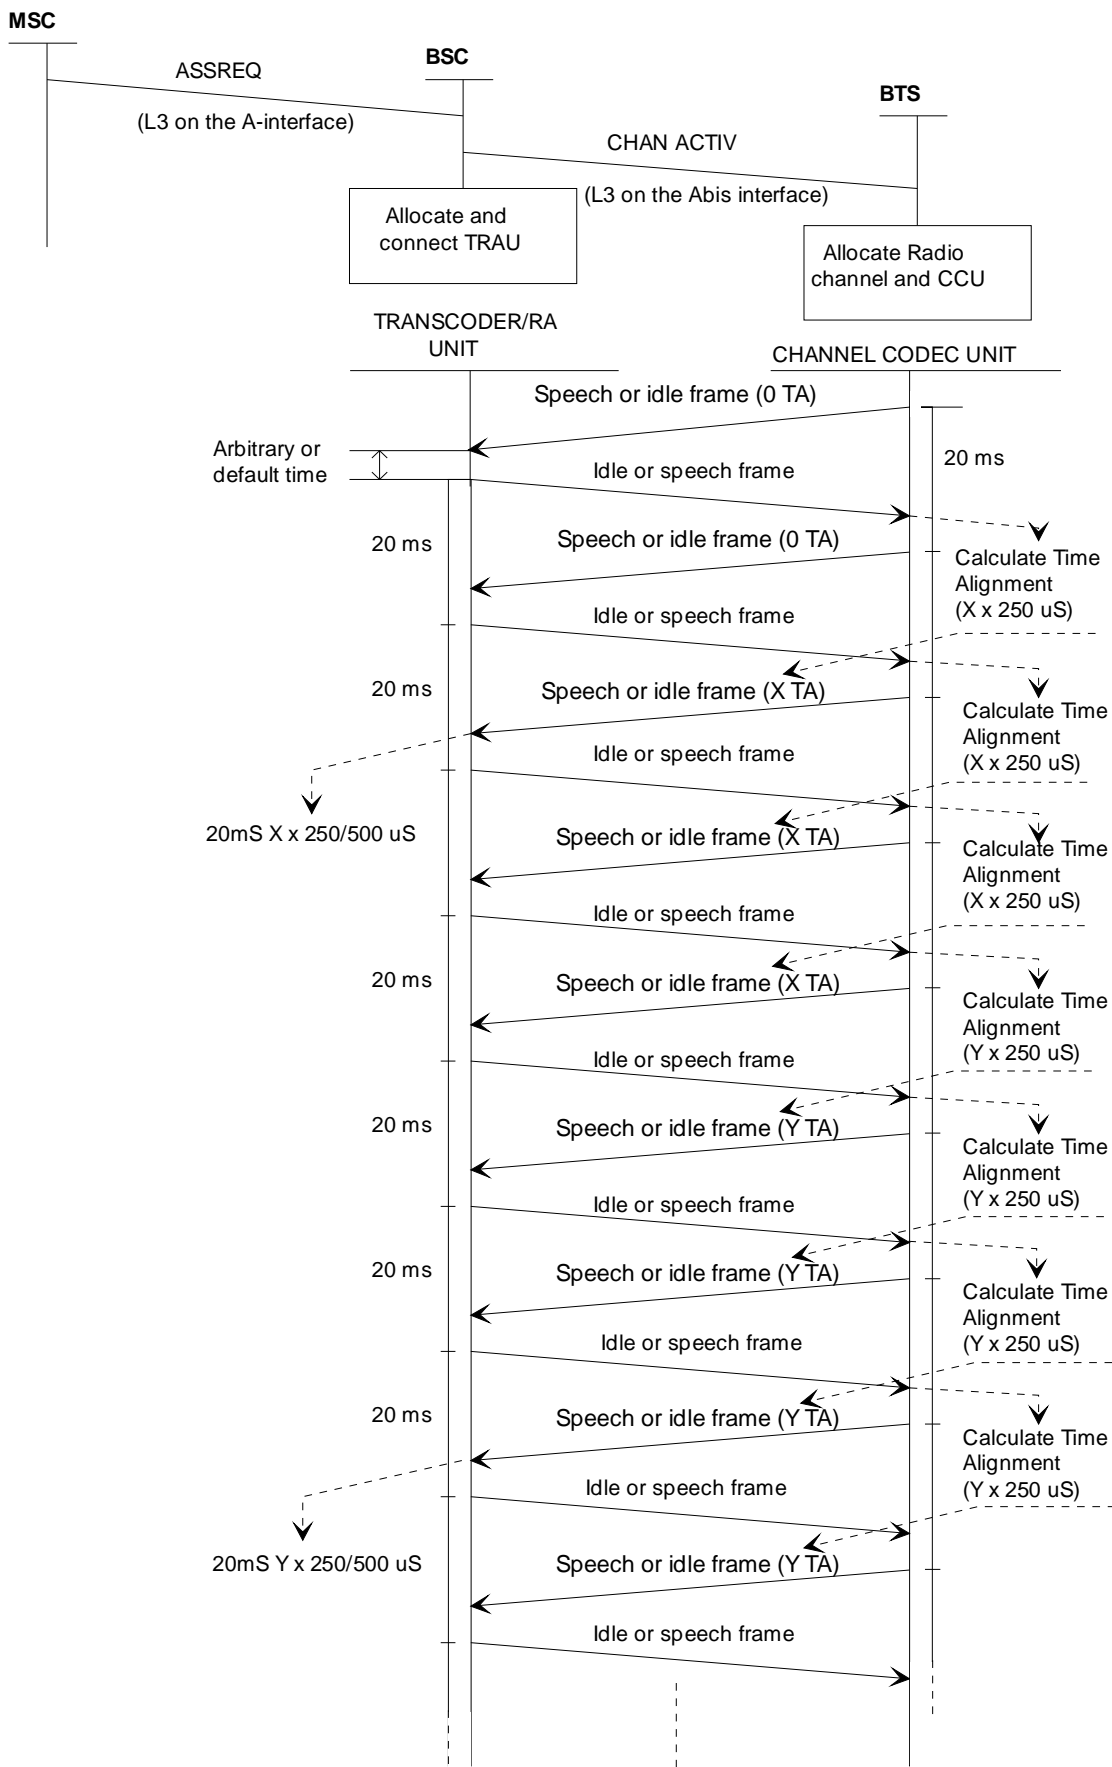 MSC
BSC
ASSREQ
BTS
(L3 on the A-interface)
CHAN ACTIV
(L3 on the Abis interface)
Allocate and
connect TRAU
Allocate Radio
channel and CCU
TRANSCODER/RA
UNIT
CHANNEL CODEC UNIT
Speech or idle frame (0 TA)
Arbitrary or
default time
20 ms
Idle or speech frame
20 ms
Speech or idle frame (0 TA)
Calculate Time
Alignment
(X x 250 uS)
Idle or speech frame
20 ms
Speech or idle frame (X TA)
Calculate Time
Alignment
(X x 250 uS)
Idle or speech frame
20mS X x 250/500 uS
Speech or idle frame (X TA)
Calculate Time
Alignment
(X x 250 uS)
Idle or speech frame
20 ms
Speech or idle frame (X TA)
Calculate Time
Alignment
(Y x 250 uS)
Idle or speech frame
20 ms
Speech or idle frame (Y TA)
Calculate Time
Alignment
(Y x 250 uS)
Idle or speech frame
20 ms
Speech or idle frame (Y TA)
Calculate Time
Alignment
(Y x 250 uS)
Idle or speech frame
20 ms
Speech or idle frame (Y TA)
Calculate Time
Alignment
(Y x 250 uS)
Idle or speech frame
20mS Y x 250/500 uS
Speech or idle frame (Y TA)
Idle or speech frame